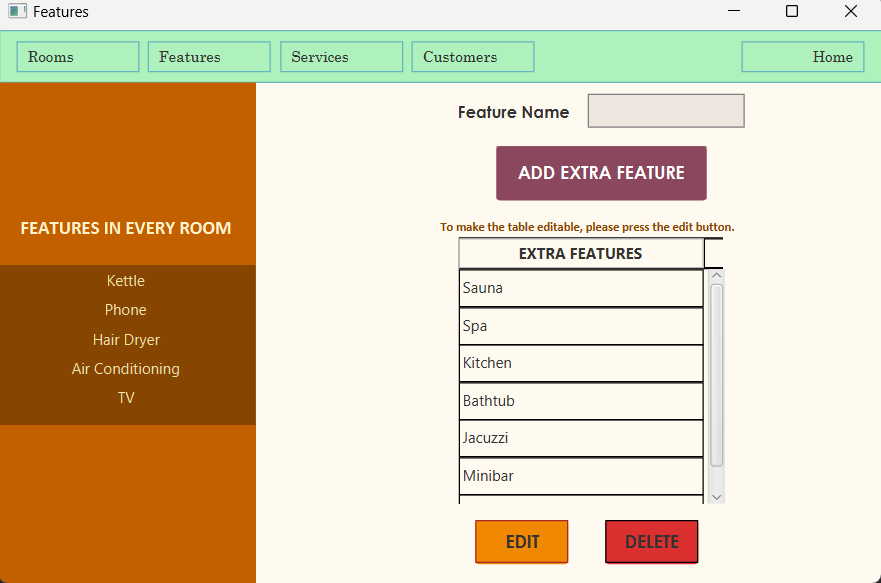 Features
Rooms
Features
Services
Customers
Home
Feature Name
ADD EXTRA FEATURE
FEATURES IN EVERY ROOM
Kettle
Phone
Hair Dryer
Air Conditioning
TV
To make the table editable, please press the edit button.
EXTRA FEATURES
Sauna
Spa
Kitchen
Bathtub
Jacuzzi
Minibar
EDIT
DELETE